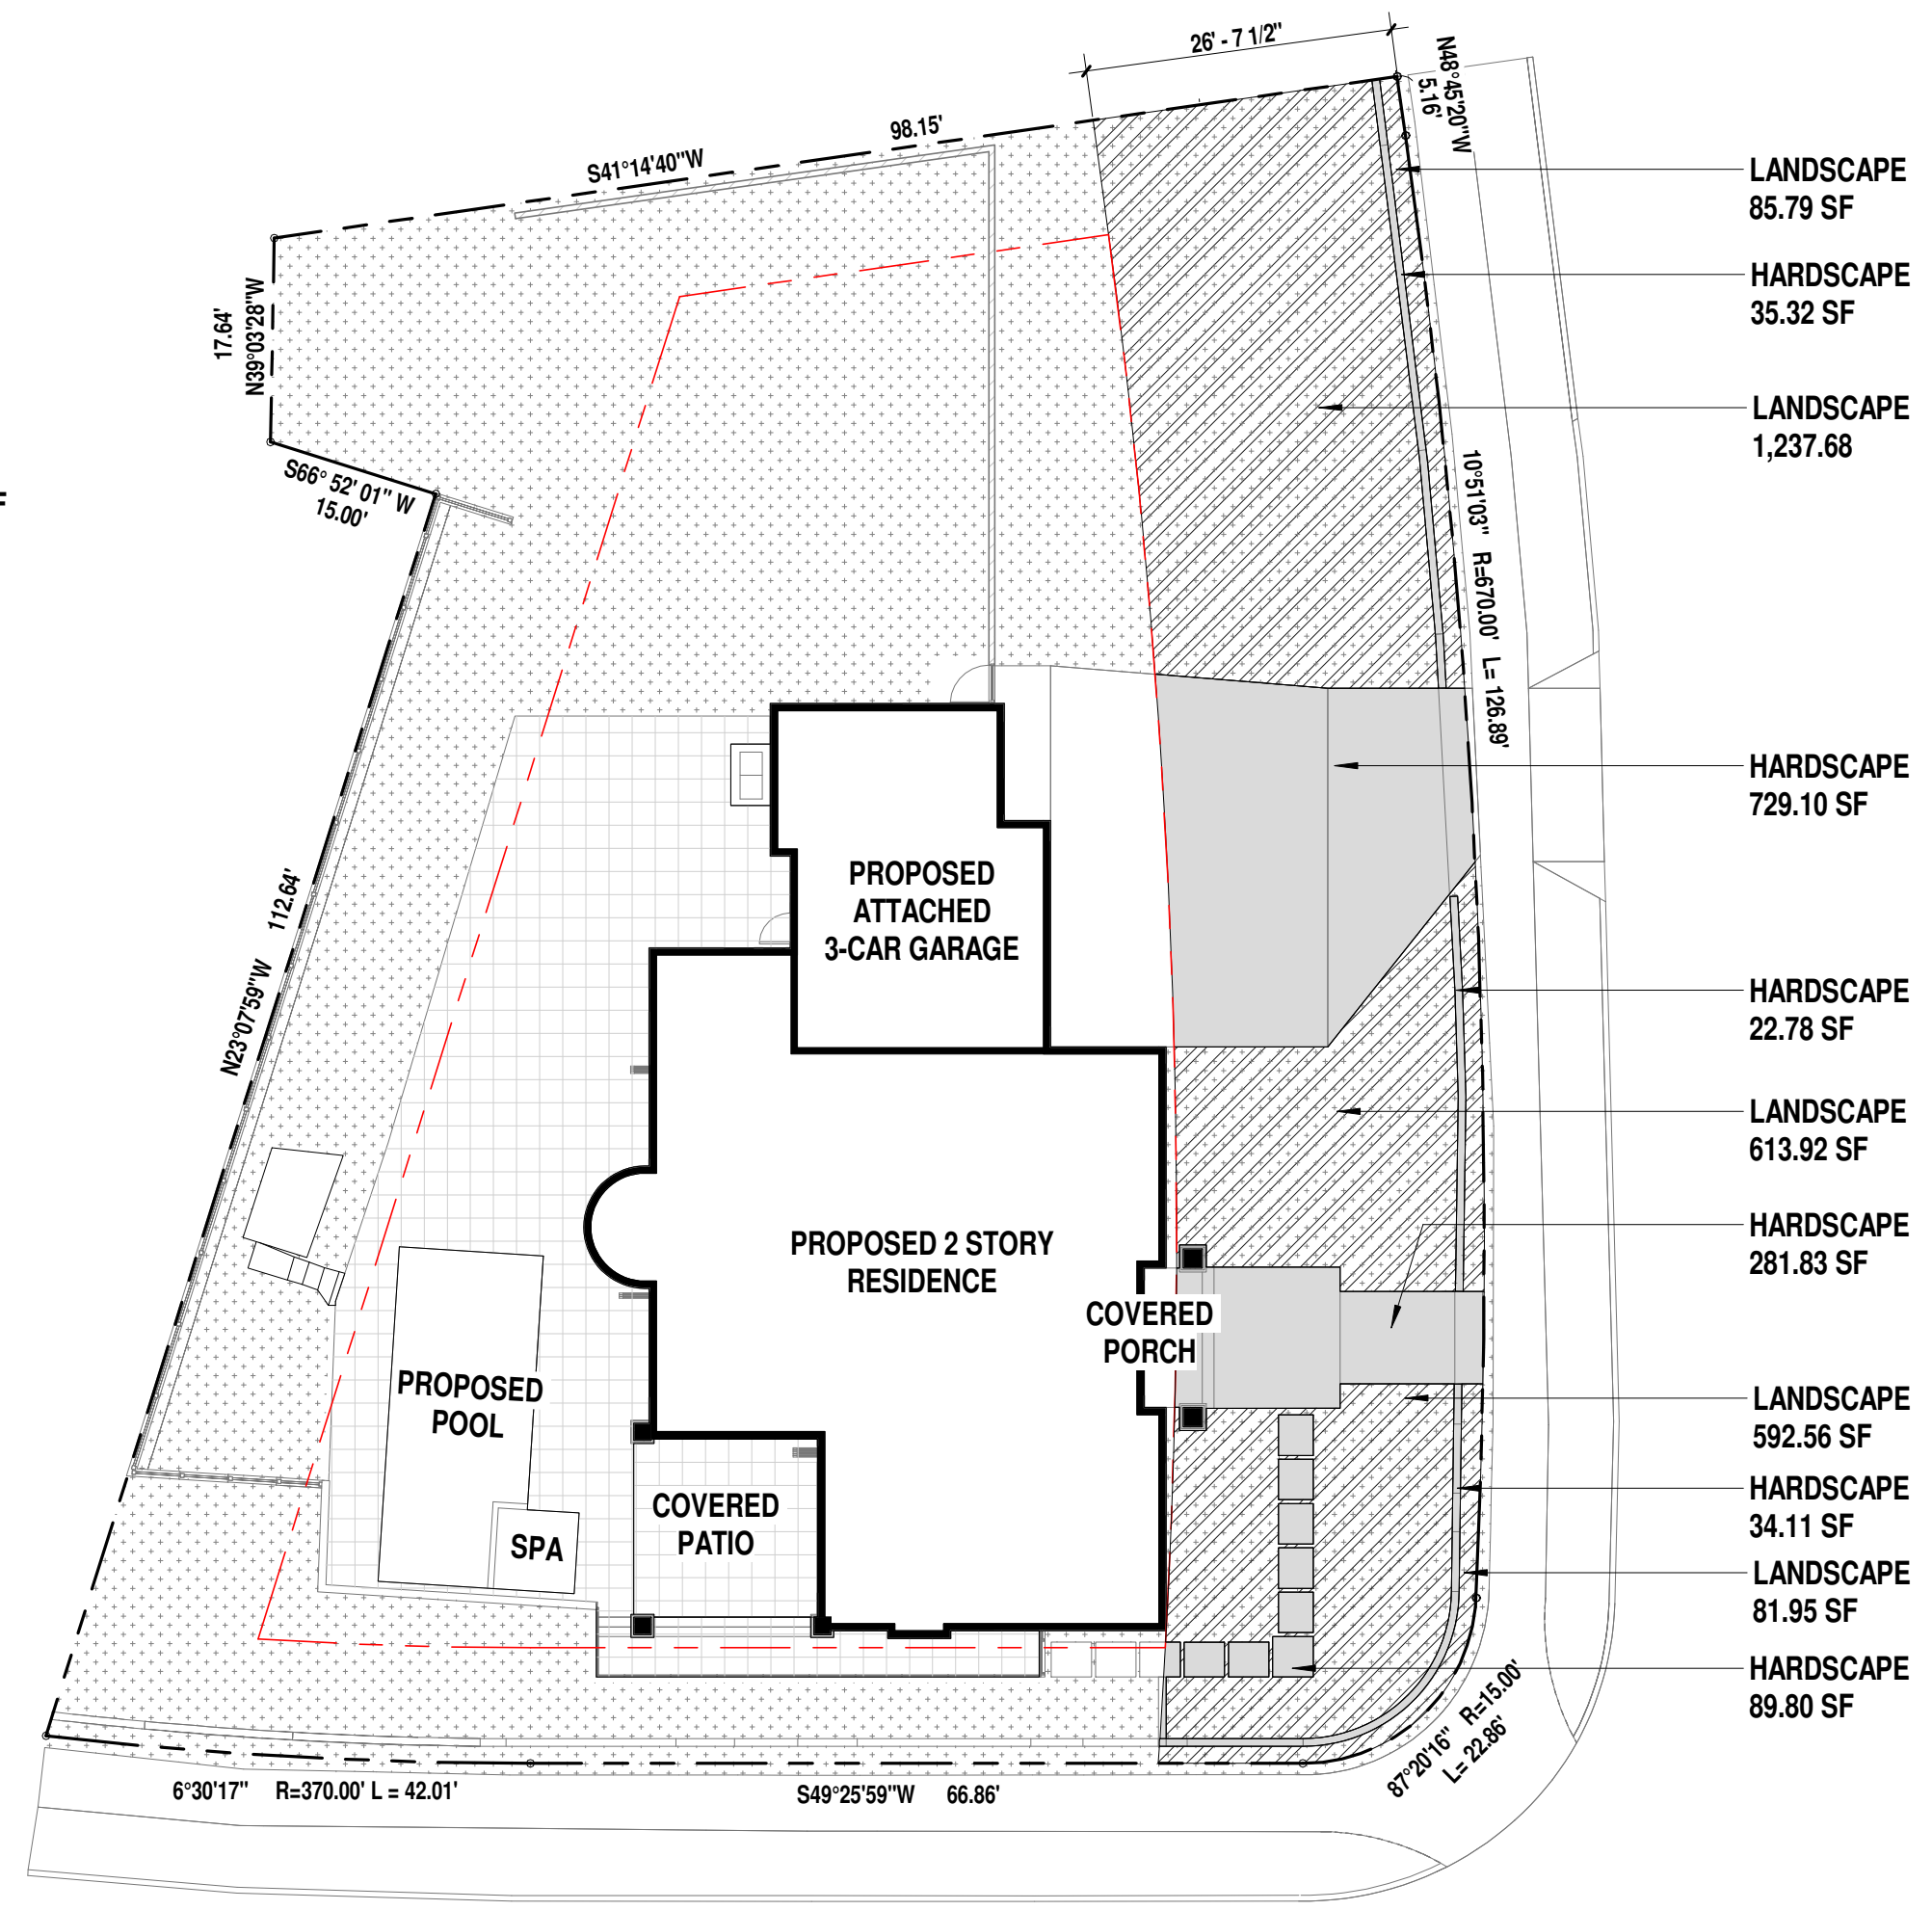 26' - 7 1/2"
N48°45'20"W
5.16'
98.15'
S41°14'40"W
LANDSCAPE
85.79 SF
HARDSCAPE
35.32 SF
17.64'
N39°03'28"W
LANDSCAPE
1,237.68
S66° 52' 01" W
15.00'
10°51'03" R=670.00' L= 126.89'
HARDSCAPE
729.10 SF
112.64'
N23°07'59"W
PROPOSED
ATTACHED
3-CAR GARAGE
HARDSCAPE
22.78 SF
LANDSCAPE
613.92 SF
PROPOSED 2 STORY
RESIDENCE
HARDSCAPE
281.83 SF
COVERED
PORCH
PROPOSED
POOL
LANDSCAPE
592.56 SF
COVERED
PATIO
SPA
HARDSCAPE
34.11 SF
LANDSCAPE
81.95 SF
HARDSCAPE
89.80 SF
87°20'16" R=15.00'
L= 22.86'
6°30'17" R=370.00' L = 42.01'
S49°25'59"W 66.86'